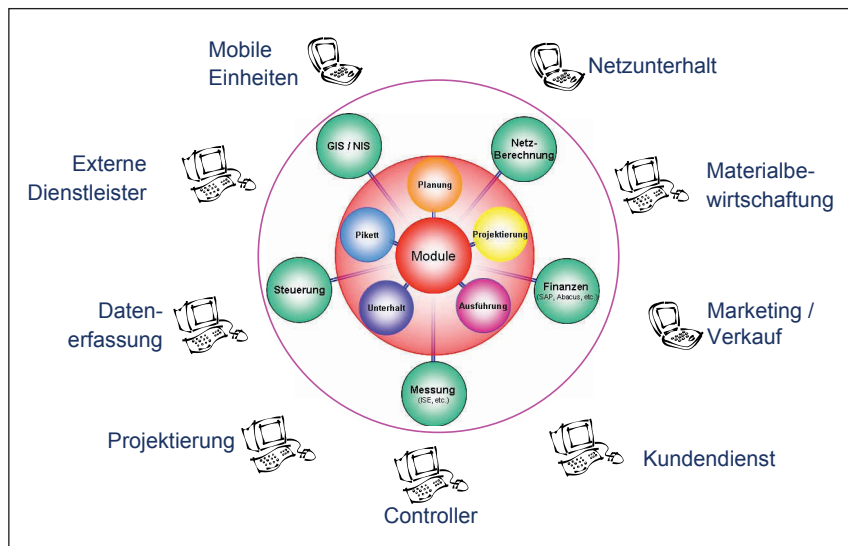 Mobile
Einheiten
Netzunterhalt
Externe
Dienstleister
Materialbe-
wirtschaftung
GIS / NIS
Netz-
Berechnung
Planung
Pikett
Projektierung
Module
Steuerung
Finanzen
(SAP, Abacus, etc.)
Unterhalt
Ausführung
Daten-
erfassung
Marketing /
Verkauf
Messung
(ISE, etc.)
Projektierung
Kundendienst
Controller